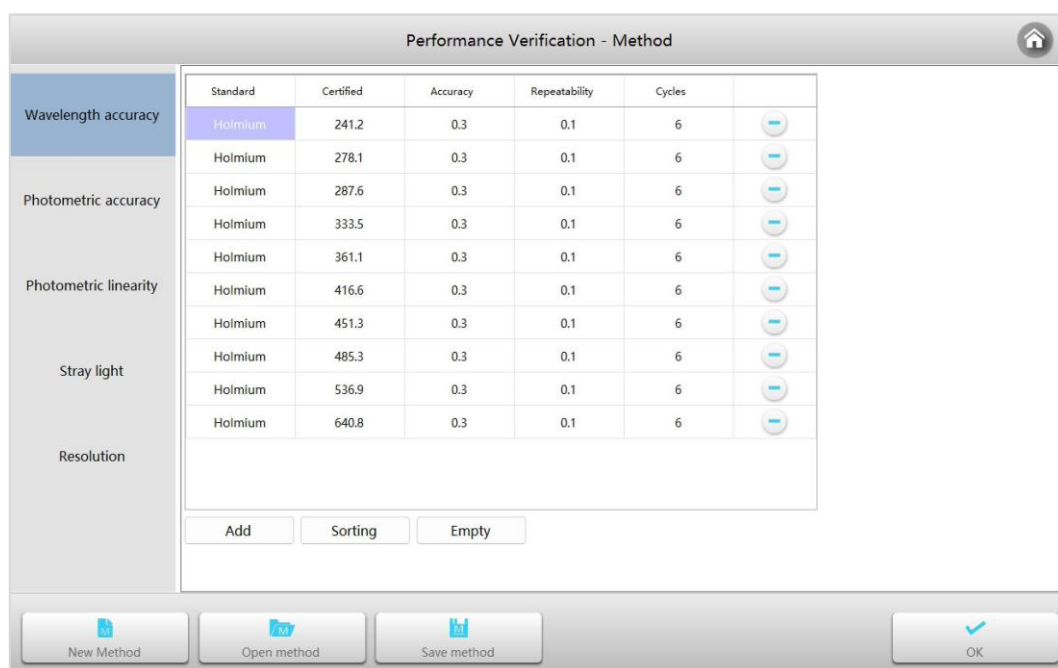 Performance Verification - Method
Wavelength accuracy
Photometric accuracy
Photometric linearity
Stray light
Resolution
Standard Certified Accuracy Repeatability Cycles
Holmium 241.2 0.3 0.1 6
Holmium 278.1 0.3 0.1 6
Holmium 287.6 0.3 0.1 6
Holmium 333.5 0.3 0.1 6
Holmium 361.1 0.3 0.1 6
Holmium 416.6 0.3 0.1 6
Holmium 451.3 0.3 0.1 6
Holmium 485.3 0.3 0.1 6
Holmium 536.9 0.3 0.1 6
Holmium 640.8 0.3 0.1 6
Add Sorting Empty
M M M
New Method Open method Save method OK